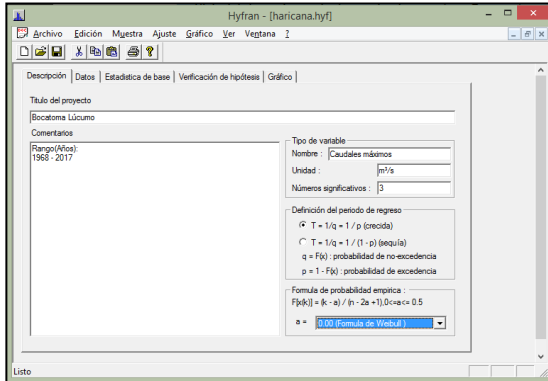 Hyfran - [haricana.hyf]
Archivo Edición Muestra Ajuste Gráfico Ver Ventana ?
Descripción Datos Estadistica de base Verificación de hipótesis Gráfico
Titulo del proyecto
Bocatoma Lúcumo
Comentarios
Rango(Años):
1968 - 2017
Tipo de variable
Nombre : Caudales máximos
Unidad : m³/s
Números significativos : 3
Definición del periodo de regreso
T = 1/q = 1 / p (crecida)
T = 1/q = 1 / (1 - p) (sequía)
q = F(x) : probabilidad de no-excedencia
p = 1 - F(x) : probabilidad de excedencia
Formula de probabilidad empirica :
F[x(k)] = (k - a) / (n - 2a +1),0<=a<= 0.5
a = 0.00 (Formula de Weibull )
Listo